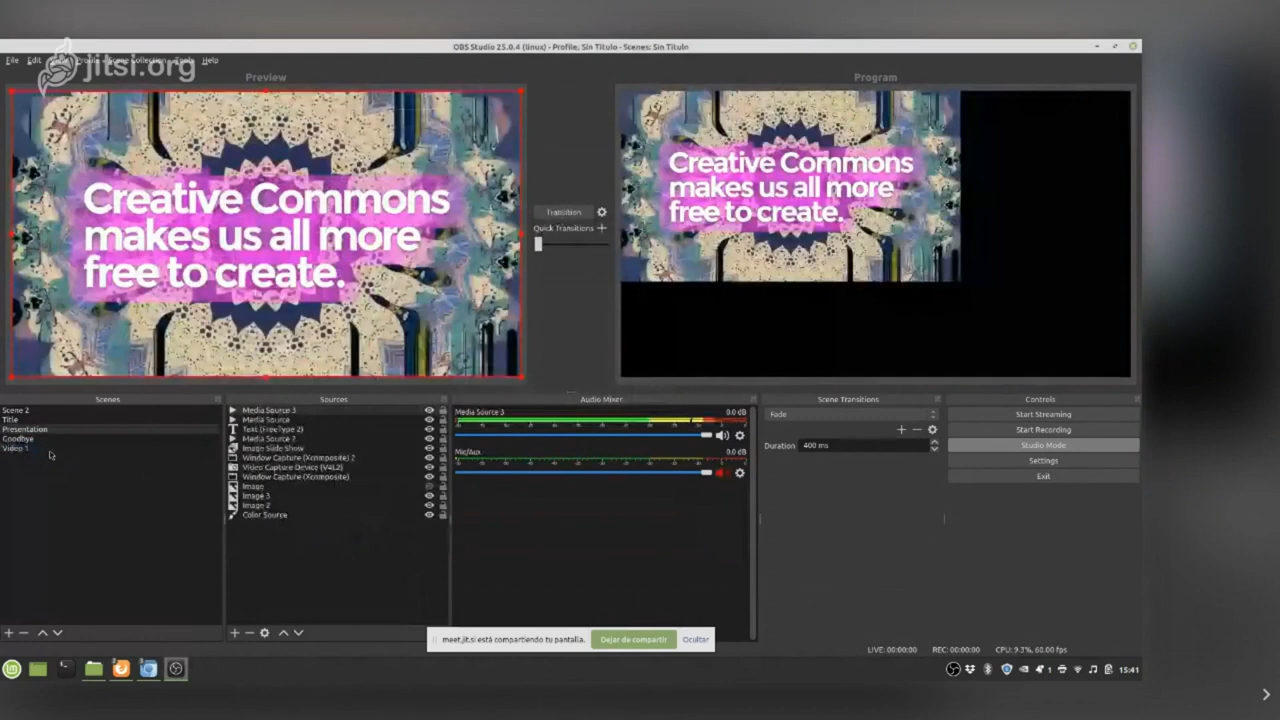 OBS Studio 25.0.4 (linux) - Profile, Sin Título - Scenes: Sin Título
File Edit View Profile Scene Collection Tools Help
jitsi.org
Preview
Program
Creative Commons
makes us all more
free to create.
Creative Commons
makes us all more
free to create.
Transition
Quick Transitions
Scenes
Sources
Audio Mixer
Scene Transitions
Controls
Scene 2
Title
Presentation
Goodbye
Video 1
Media Source 3
Media Source
Text (FreeType 2)
Media Source 2
Image Slide Show
Window Capture (Xcomposite) 2
Video Capture Device (V4L2)
Window Capture (Xcomposite)
Image
Image 3
Image 2
Color Source
Media Source 3
0.0 dB
Mic/Aux
0.0 dB
Fade
Duration
400 ms
Start Streaming
Start Recording
Studio Mode
Settings
Exit
meet.jit.si está compartiendo tu pantalla.
Dejar de compartir
Ocultar
LIVE: 00:00:00
REC: 00:00:00
CPU: 9.3%, 60.00 fps
1
15:41